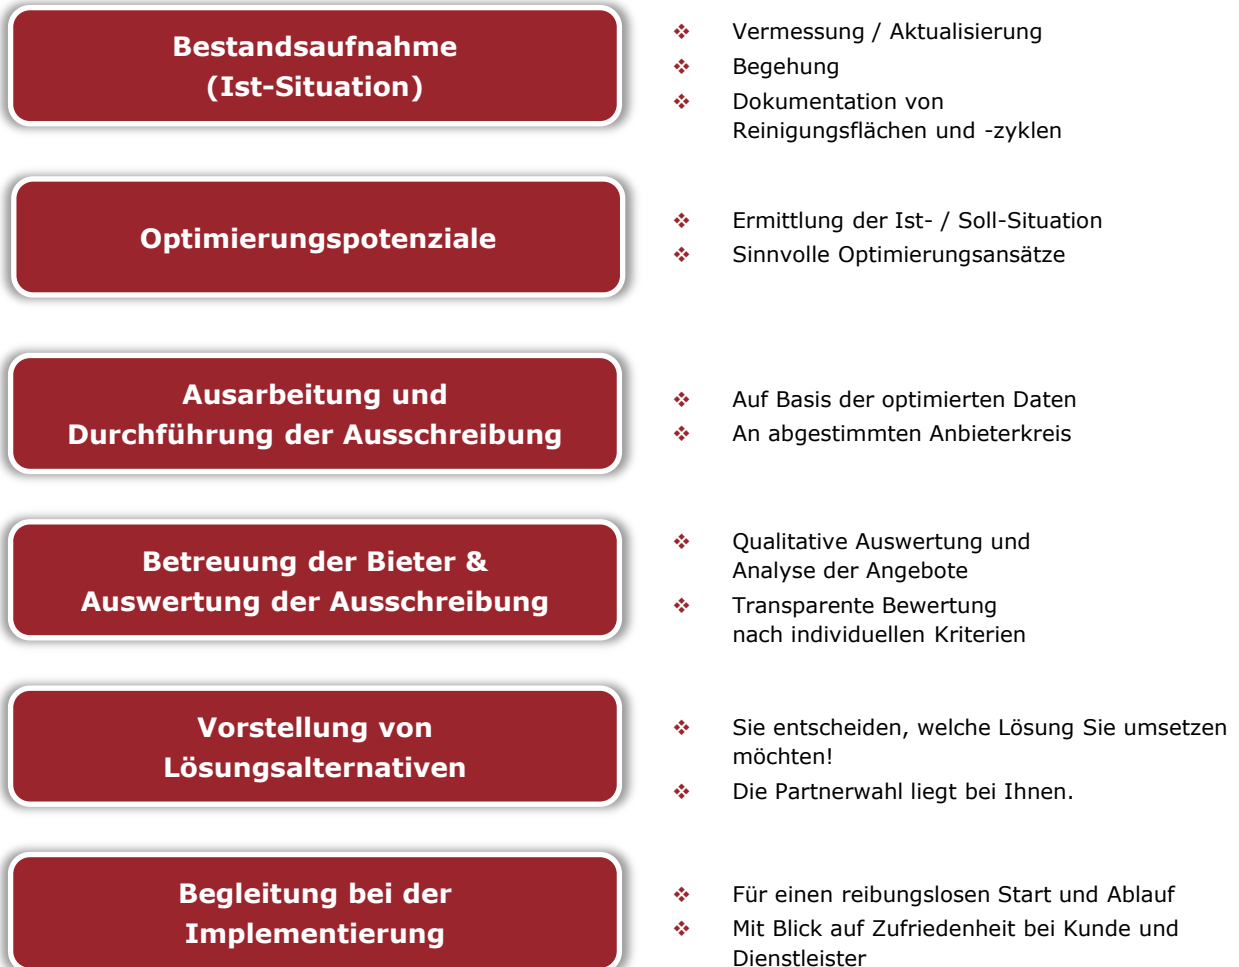 Bestandsaufnahme
(Ist-Situation)
❖ Vermessung / Aktualisierung
❖ Begehung
❖ Dokumentation von
Reinigungsflächen und -zyklen
Optimierungspotenziale
❖ Ermittlung der Ist- / Soll-Situation
❖ Sinnvolle Optimierungsansätze
Ausarbeitung und
Durchführung der Ausschreibung
❖ Auf Basis der optimierten Daten
❖ An abgestimmten Anbieterkreis
Betreuung der Bieter &
Auswertung der Ausschreibung
❖ Qualitative Auswertung und
Analyse der Angebote
❖ Transparente Bewertung
nach individuellen Kriterien
Vorstellung von
Lösungsalternativen
❖ Sie entscheiden, welche Lösung Sie umsetzen
möchten!
❖ Die Partnerwahl liegt bei Ihnen.
Begleitung bei der
Implementierung
❖ Für einen reibungslosen Start und Ablauf
❖ Mit Blick auf Zufriedenheit bei Kunde und
Dienstleister